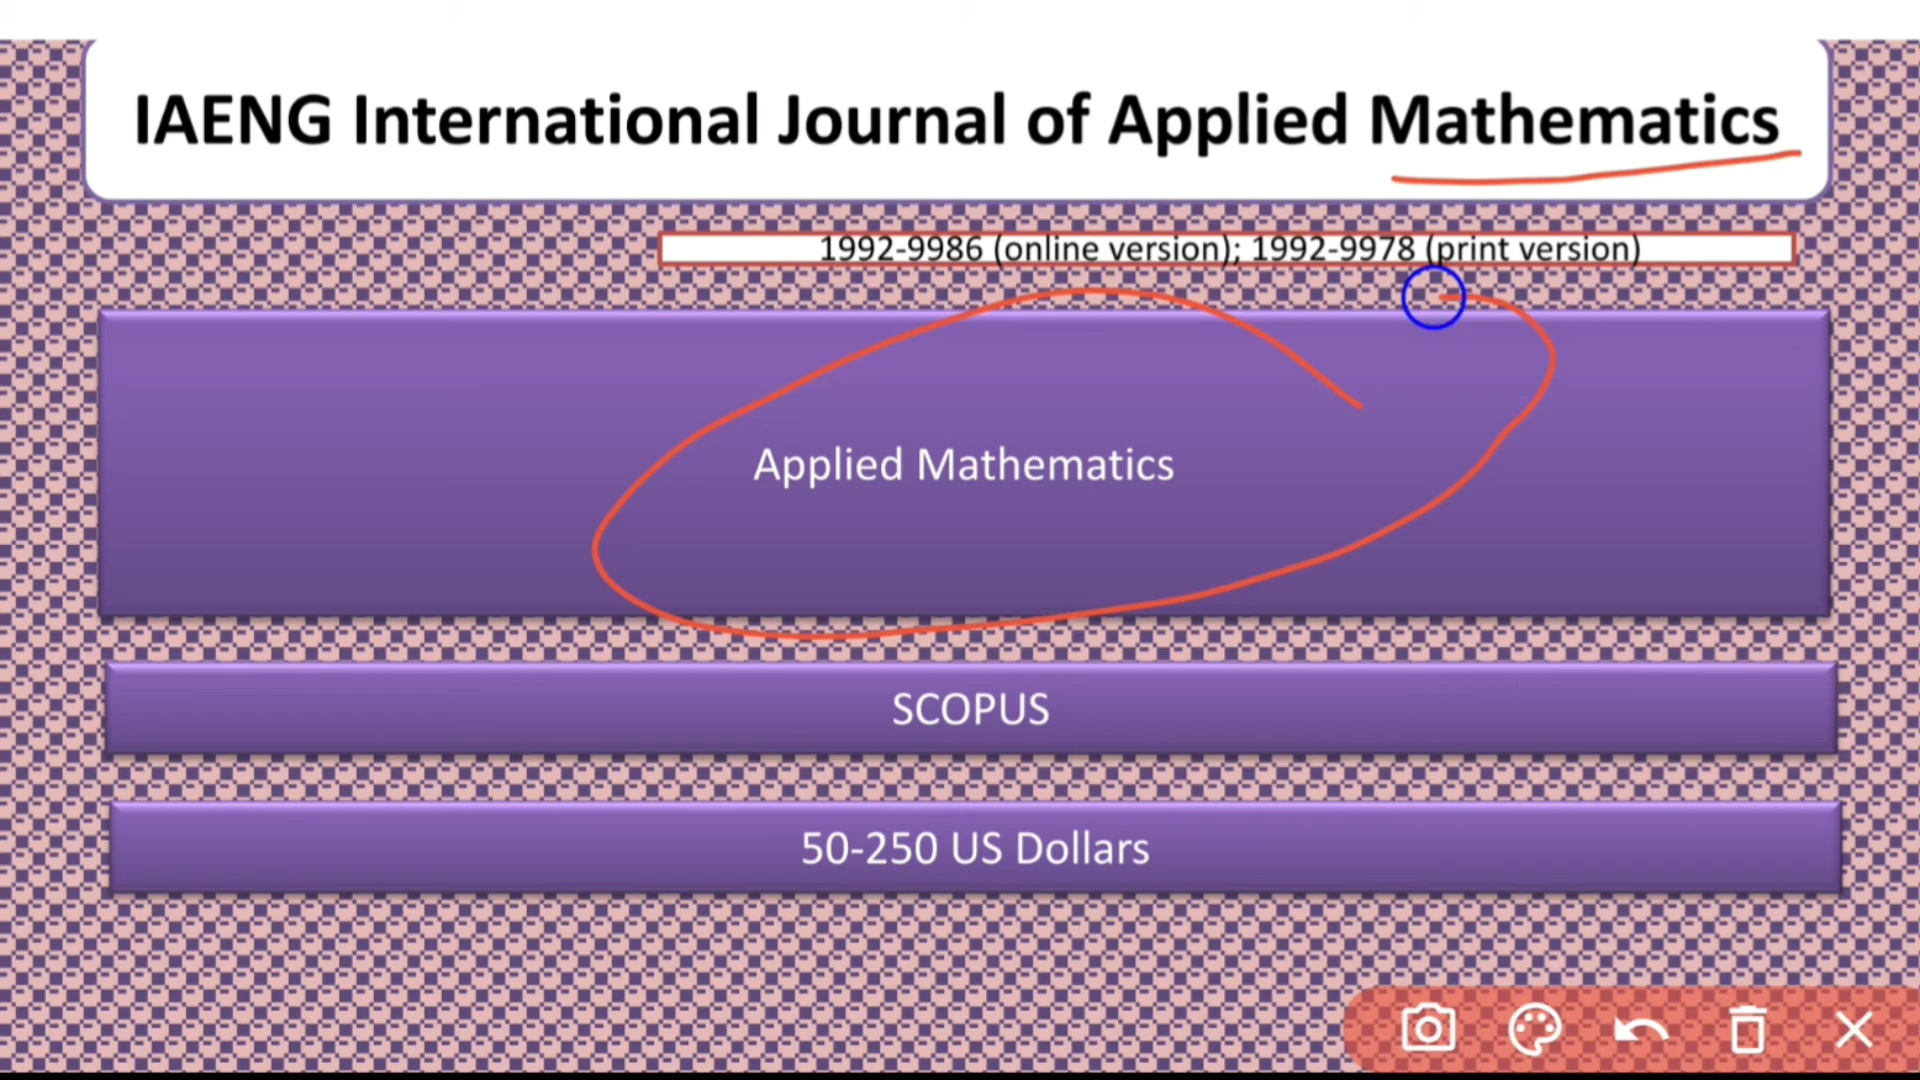 IAENG International Journal of Applied Mathematics
1992-9986 (online version); 1992-9978 (print version)
Applied Mathematics
SCOPUS
50-250 US Dollars